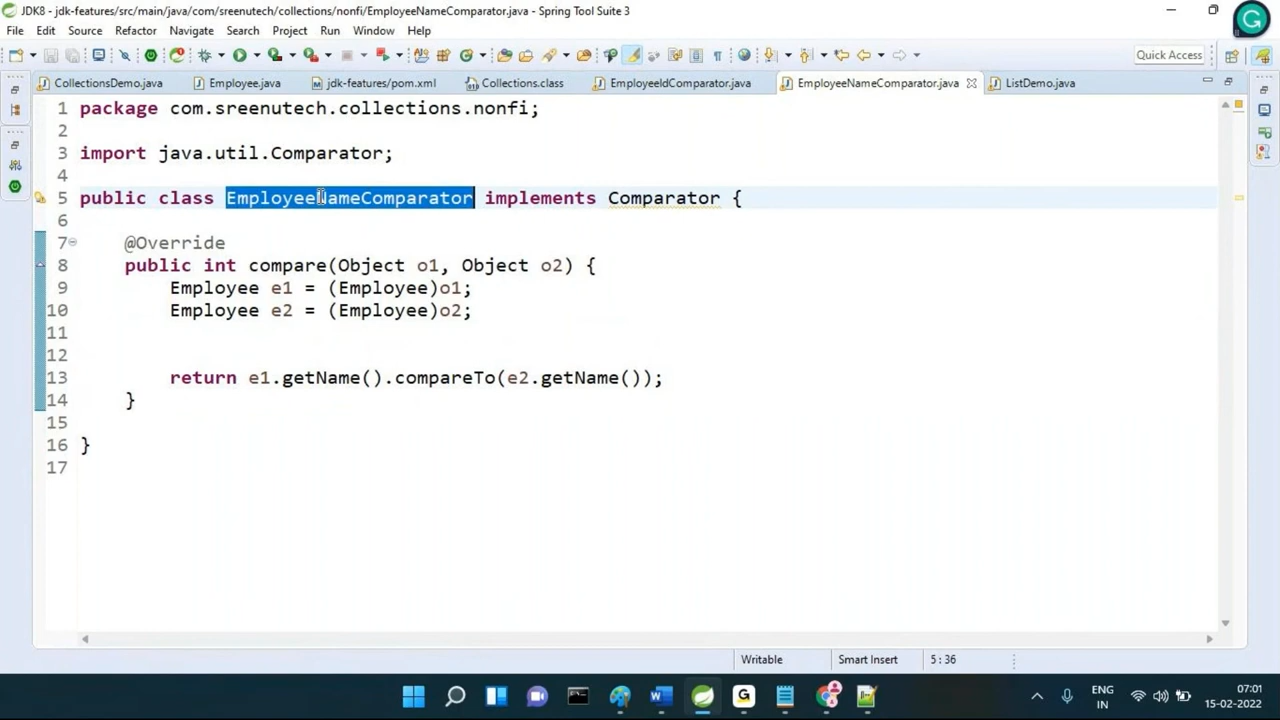 JDK8 - jdk-features/src/main/java/com/sreenutech/collections/nonfi/EmployeeNameComparator.java - Spring Tool Suite 3
File Edit Source Refactor Navigate Search Project Run Window Help
Quick Access
CollectionsDemo.java Employee.java jdk-features/pom.xml Collections.class EmployeeIdComparator.java EmployeeNameComparator.java ListDemo.java
1 package com.sreenutech.collections.nonfi;
2
3 import java.util.Comparator;
4
5 public class EmployeeNameComparator implements Comparator {
6
7 @Override
8 public int compare(Object o1, Object o2) {
9 Employee e1 = (Employee)o1;
10 Employee e2 = (Employee)o2;
11
12
13 return e1.getName().compareTo(e2.getName());
14 }
15
16 }
17
Writable Smart Insert 5 : 36
ENG
IN
07:01
15-02-2022